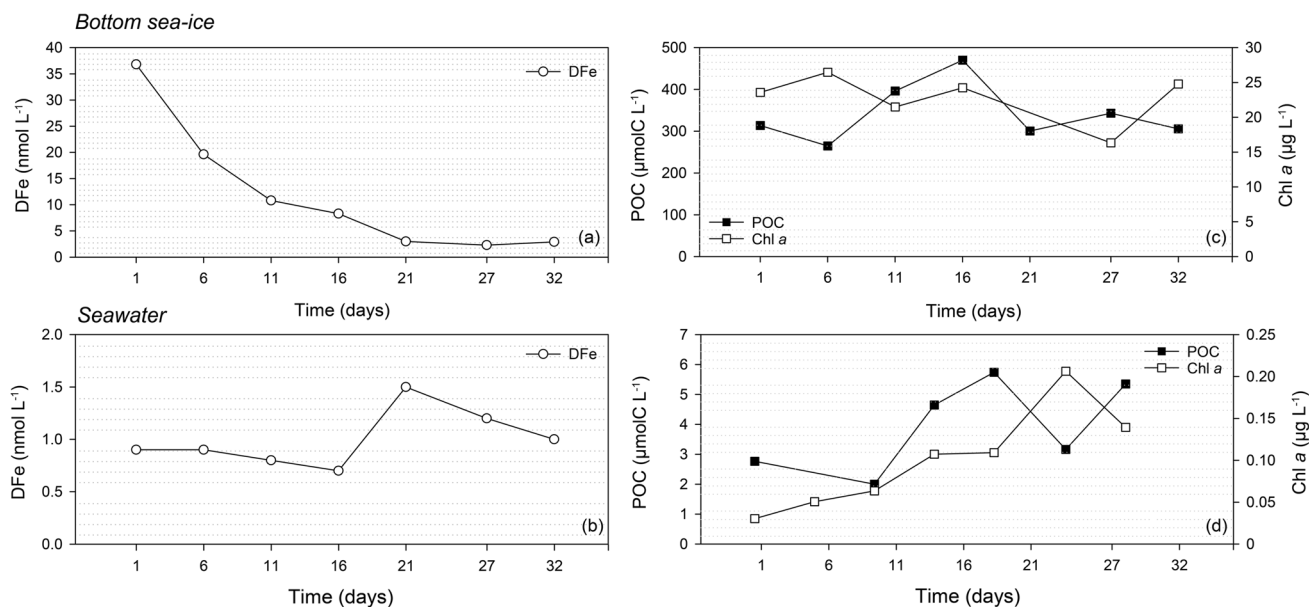 Bottom sea-ice
DFe (nmol L-1)
40
35
30
25
20
15
10
5
0
DFe
(a)
1 6 11 16 21 27 32
Time (days)
POC (µmolC L-1)
500
400
300
200
100
0
POC
Chl a
(c)
30
25
20
15
10
5
0
Chl a (µg L-1)
1 6 11 16 21 27 32
Time (days)
Seawater
DFe (nmol L-1)
2.0
1.5
1.0
0.5
0.0
DFe
(b)
1 6 11 16 21 27 32
Time (days)
POC (µmolC L-1)
7
6
5
4
3
2
1
0
POC
Chl a
(d)
0.25
0.20
0.15
0.10
0.05
0
Chl a (µg L-1)
1 6 11 16 21 27 32
Time (days)